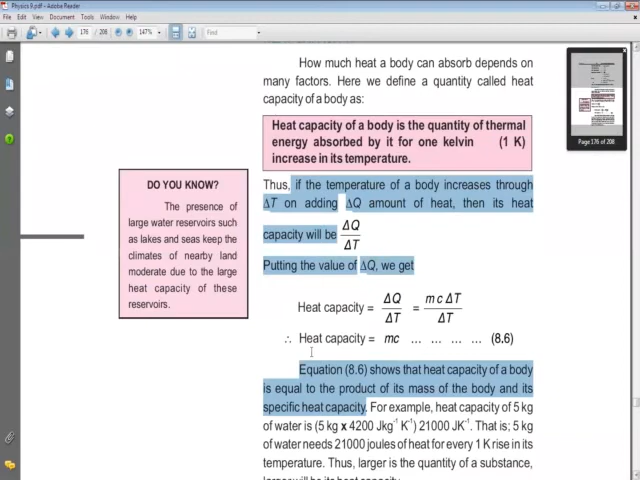 Physics 9.pdf - Adobe Reader
File Edit View Document Tools Window Help
176 / 208 147% Find
How much heat a body can absorb depends on
many factors. Here we define a quantity called heat
capacity of a body as:
Heat capacity of a body is the quantity of thermal
energy absorbed by it for one kelvin (1 K)
increase in its temperature.
Thus, if the temperature of a body increases through
ΔT on adding ΔQ amount of heat, then its heat
capacity will be ΔQ/ΔT
Putting the value of ΔQ, we get
Heat capacity = ΔQ/ΔT = m c ΔT/ΔT
∴ Heat capacity = mc ... ... ... ... (8.6)
Equation (8.6) shows that heat capacity of a body
is equal to the product of its mass of the body and its
specific heat capacity. For example, heat capacity of 5 kg
of water is (5 kg x 4200 Jkg⁻¹ K⁻¹) 21000 JK⁻¹. That is; 5 kg
of water needs 21000 joules of heat for every 1 K rise in its
temperature. Thus, larger is the quantity of a substance,
larger will be its heat capacity.
DO YOU KNOW?
The presence of
large water reservoirs such
as lakes and seas keep the
climates of nearby land
moderate due to the large
heat capacity of these
reservoirs.
Page 176 of 208